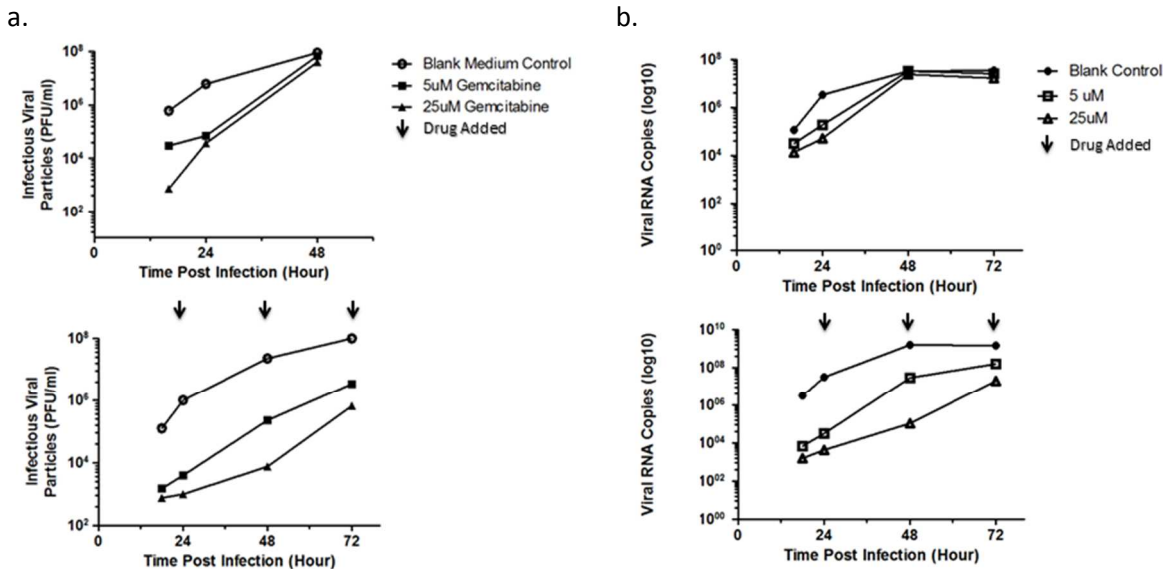 a.
10^8
10^6
10^4
10^2
Infectious Viral
Particles (PFU/ml)
0
24
48
Time Post Infection (Hour)
Blank Medium Control
5uM Gemcitabine
25uM Gemcitabine
Drug Added
10^8
10^6
10^4
10^2
Infectious Viral
Particles (PFU/ml)
0
24
48
72
Time Post Infection (Hour)
b.
10^8
10^6
10^4
10^2
10^0
Viral RNA Copies (log10)
0
24
48
72
Time Post Infection (Hour)
Blank Control
5 uM
25uM
Drug Added
10^10
10^08
10^06
10^04
10^02
10^00
Viral RNA Copies (log10)
0
24
48
72
Time Post Infection (Hour)